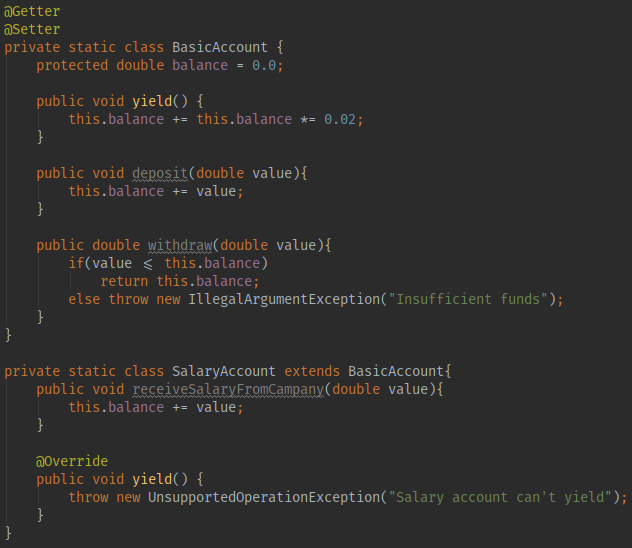 @Getter
@Setter
private static class BasicAccount {
    protected double balance = 0.0;

    public void yield() {
        this.balance += this.balance *= 0.02;
    }

    public void deposit(double value){
        this.balance += value;
    }

    public double withdraw(double value){
        if(value <= this.balance)
            return this.balance;
        else throw new IllegalArgumentException("Insufficient funds");
    }
}

private static class SalaryAccount extends BasicAccount{
    public void receiveSalaryFromCampany(double value){
        this.balance += value;
    }

    @Override
    public void yield() {
        throw new UnsupportedOperationException("Salary account can't yield");
    }
}